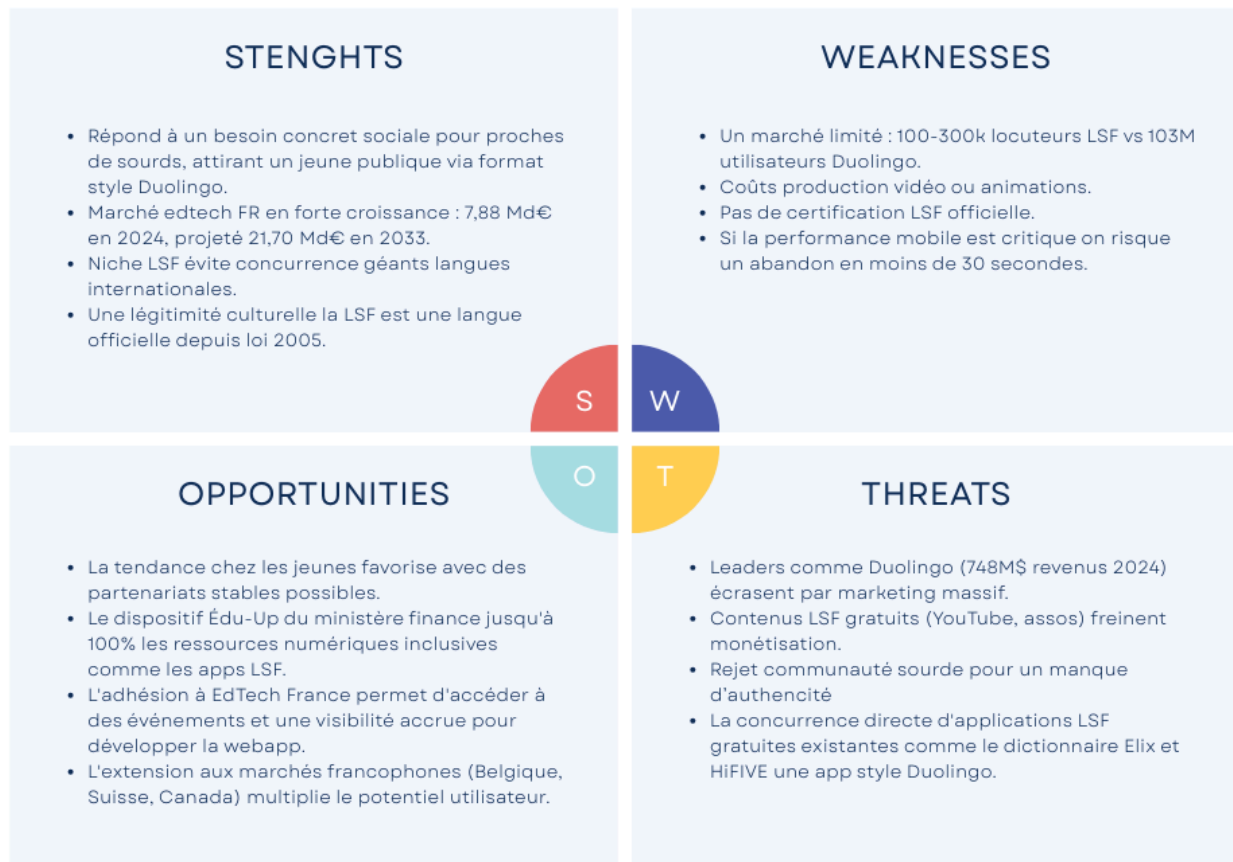 STENGHTS
Répond à un besoin concret sociale pour proches
de sourds, attirant un jeune publique via format
style Duolingo.
Marché edtech FR en forte croissance : 7,88 Md€
en 2024, projeté 21,70 Md€ en 2033.
Niche LSF évite concurrence géants langues
internationales.
Une légitimité culturelle la LSF est une langue
officielle depuis loi 2005.
WEAKNESSES
Un marché limité : 100-300k locuteurs LSF vs 103M
utilisateurs Duolingo.
Coûts production vidéo ou animations.
Pas de certification LSF officielle.
Si la performance mobile est critique on risque
un abandon en moins de 30 secondes.
S
W
O
T
OPPORTUNITIES
La tendance chez les jeunes favorise avec des
partenariats stables possibles.
Le dispositif Édu-Up du ministère finance jusqu'à
100% les ressources numériques inclusives
comme les apps LSF.
L'adhésion à EdTech France permet d'accéder à
des événements et une visibilité accrue pour
développer la webapp.
L'extension aux marchés francophones (Belgique,
Suisse, Canada) multiplie le potentiel utilisateur.
THREATS
Leaders comme Duolingo (748M$ revenus 2024)
écrasent par marketing massif.
Contenus LSF gratuits (YouTube, assos) freinent
monétisation.
Rejet communauté sourde pour un manque
d’authencité
La concurrence directe d'applications LSF
gratuites existantes comme le dictionnaire Elix et
HiFIVE une app style Duolingo.